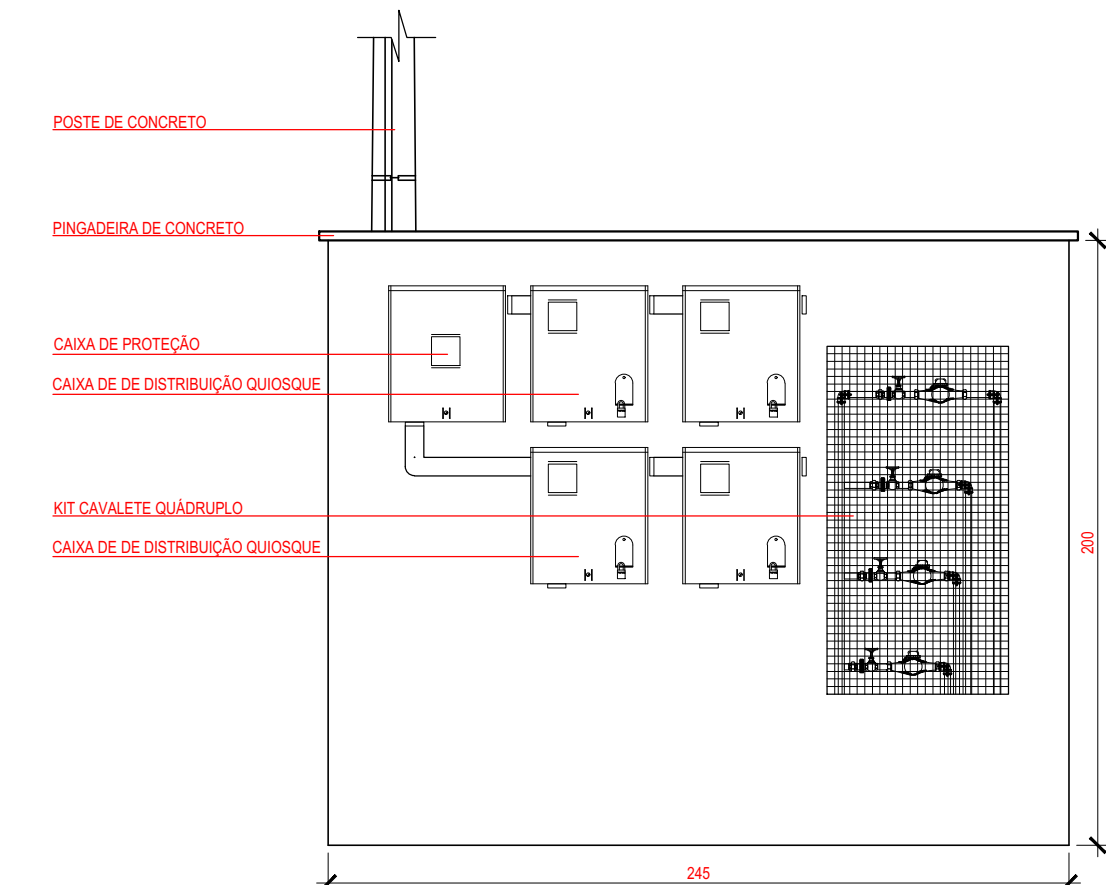 POSTE DE CONCRETO
PINGADEIRA DE CONCRETO
CAIXA DE PROTEÇÃO
CAIXA DE DE DISTRIBUIÇÃO QUIOSQUE
KIT CAVALETE QUÁDRUPLO
CAIXA DE DE DISTRIBUIÇÃO QUIOSQUE
200
245